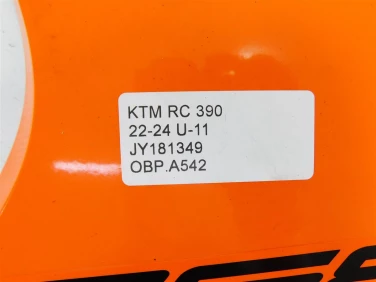 KTM RC 390
22-24 U-11
JY181349
OBP.A542